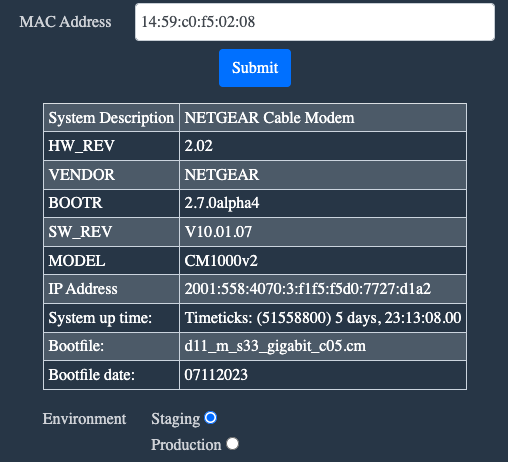 MAC Address 14:59:c0:f5:02:08
Submit
System Description NETGEAR Cable Modem
HW_REV 2.02
VENDOR NETGEAR
BOOTR 2.7.0alpha4
SW_REV V10.01.07
MODEL CM1000v2
IP Address 2001:558:4070:3:f1f5:f5d0:7727:d1a2
System up time: Timeticks: (51558800) 5 days, 23:13:08.00
Bootfile: d11_m_s33_gigabit_c05.cm
Bootfile date: 07112023
Environment Staging
Production